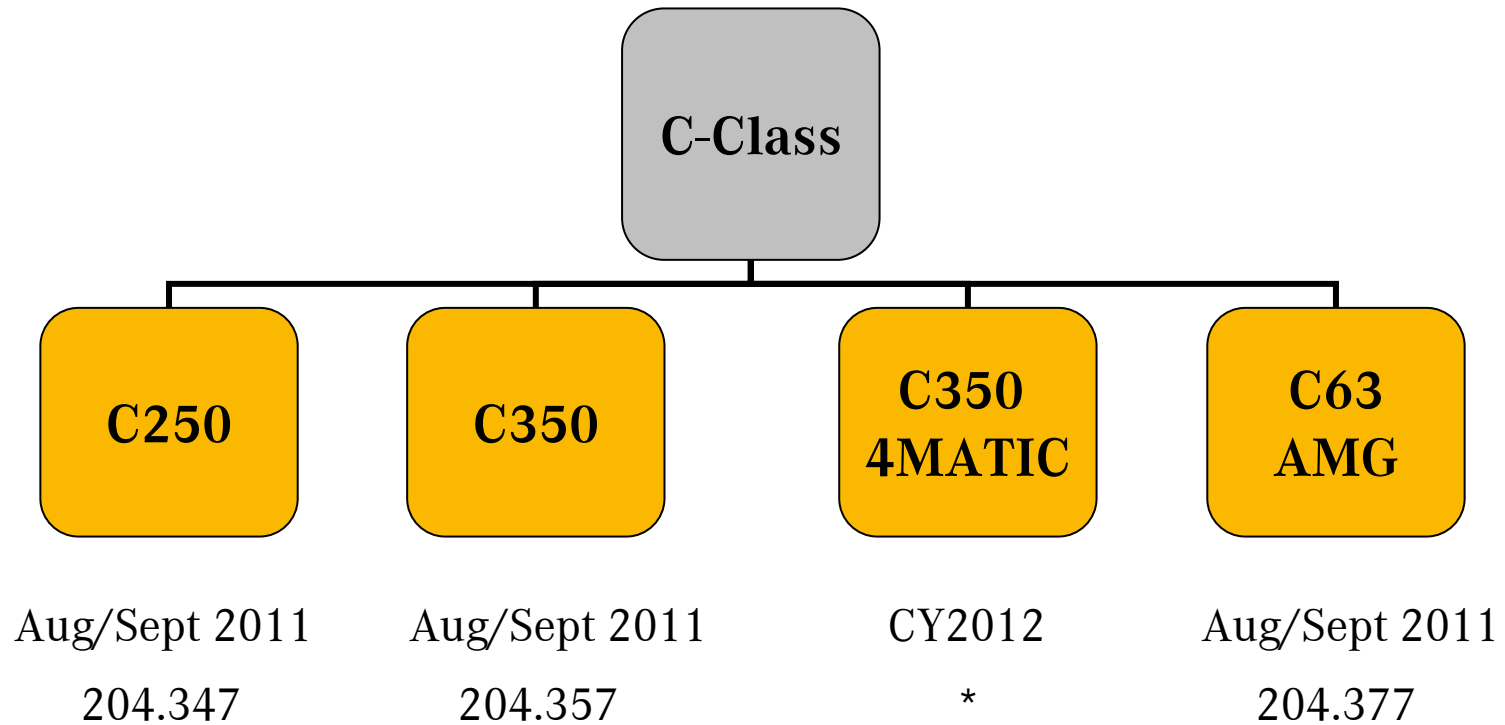 C-Class
C250
C350
C350
4MATIC
C63
AMG
Aug/Sept 2011
Aug/Sept 2011
CY2012
Aug/Sept 2011
204.347
204.357
*
204.377